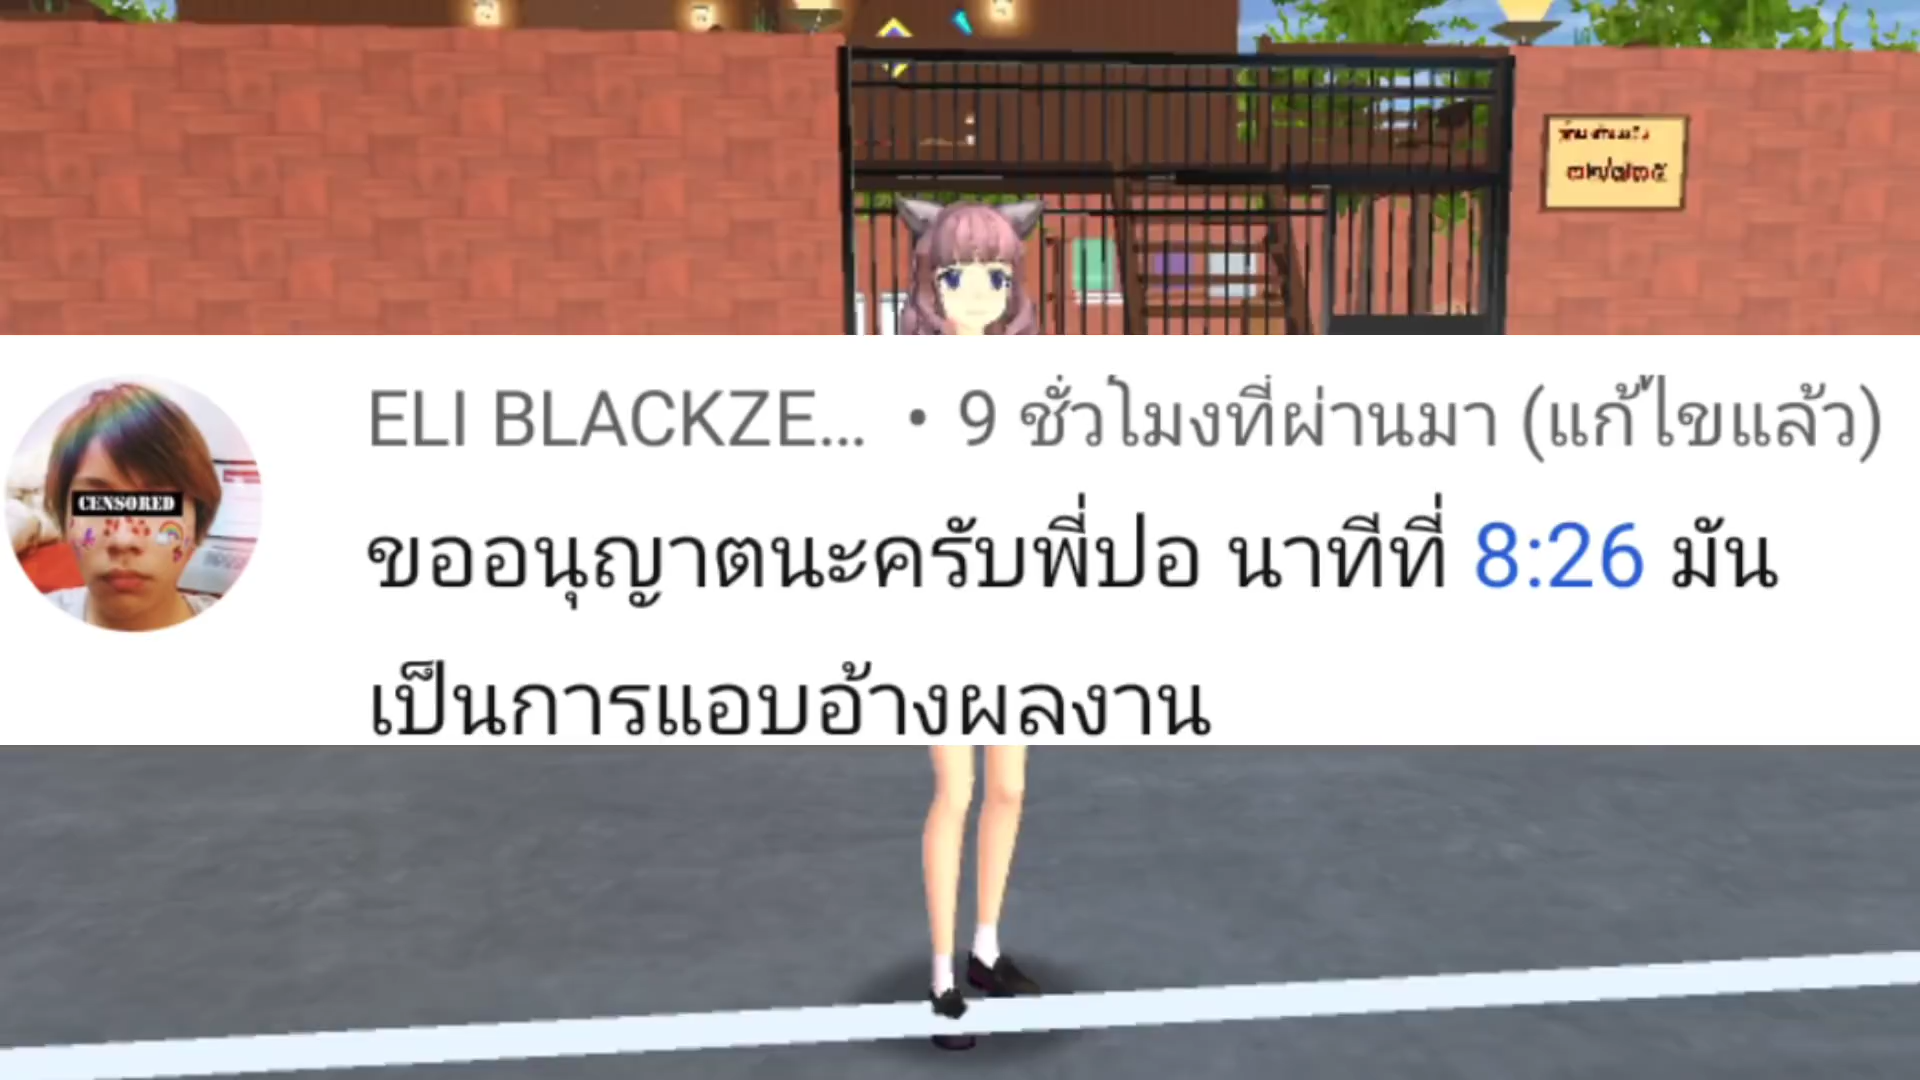 ELI BLACKZE... • 9 ชั่วโมงที่ผ่านมา (แก้ไขแล้ว)
CENSORED
ขออนุญาตนะครับพี่ปอ นาทีที่ 8:26 มัน
เป็นการแอบอ้างผลงาน